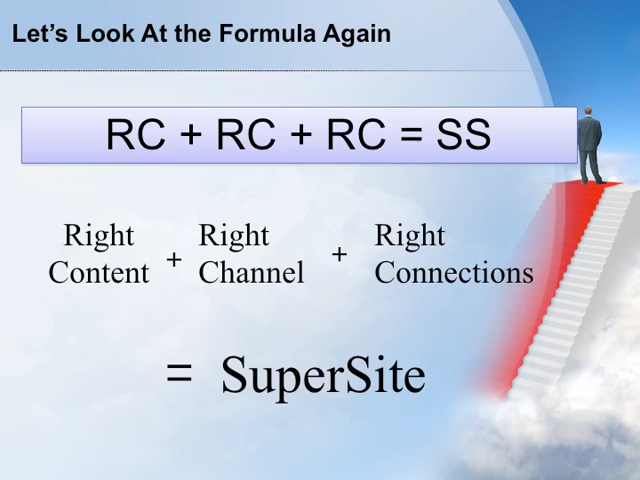 Let's Look At the Formula Again
RC + RC + RC = SS
Right Content + Right Channel + Right Connections
= SuperSite